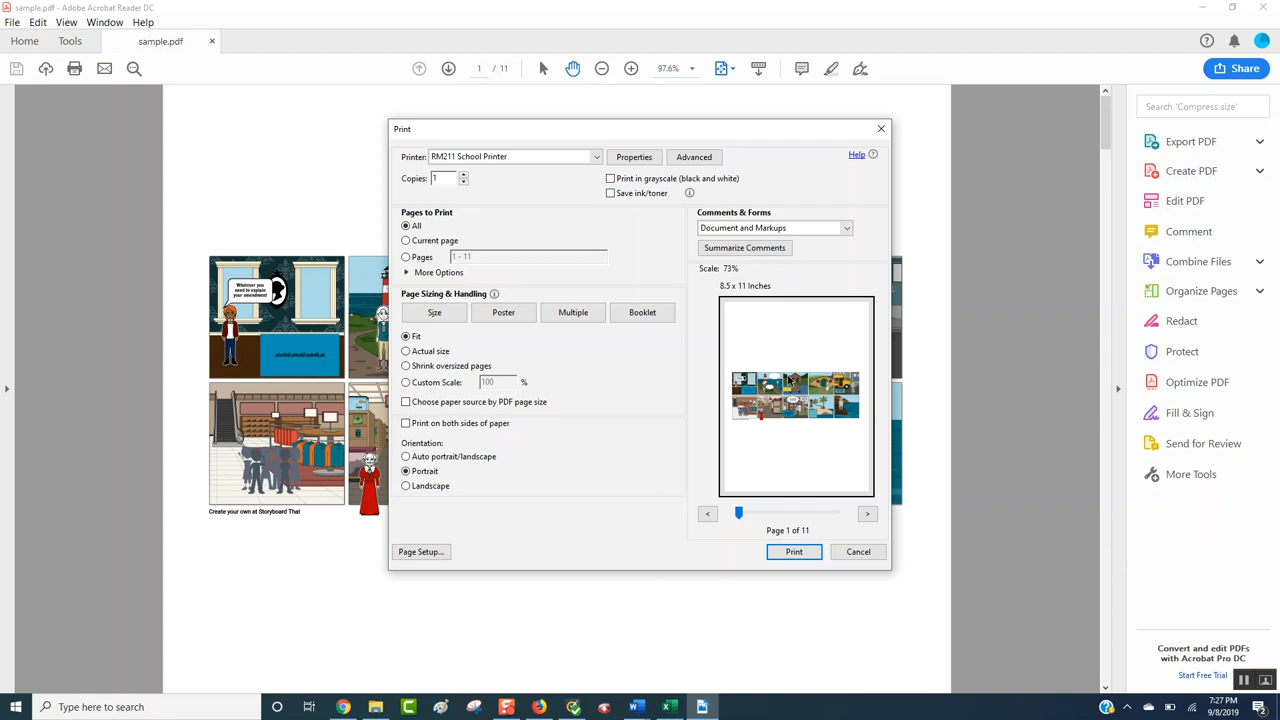 sample.pdf - Adobe Acrobat Reader DC
File Edit View Window Help
Home Tools sample.pdf ×
1 / 11 97.6% Share
Print
Printer: RM211 School Printer Properties Advanced Help
Copies: 1 Print in grayscale (black and white)
Save ink/toner
Pages to Print
All
Current page
Pages 1 - 11
More Options
Page Sizing & Handling
Size Poster Multiple Booklet
Fit
Actual size
Shrink oversized pages
Custom Scale: 100 %
Choose paper source by PDF page size
Print on both sides of paper
Orientation:
Auto portrait/landscape
Portrait
Landscape
Comments & Forms
Document and Markups
Summarize Comments
Scale: 73%
8.5 x 11 Inches
< >
Page 1 of 11
Page Setup... Print Cancel
Whatever you
need to explain
your amendment!
Create your own at Storyboard That
Search 'Compress size'
Export PDF
Create PDF
Edit PDF
Comment
Combine Files
Organize Pages
Redact
Protect
Optimize PDF
Fill & Sign
Send for Review
More Tools
Convert and edit PDFs
with Acrobat Pro DC
Start Free Trial
Type here to search
7:27 PM
9/8/2019